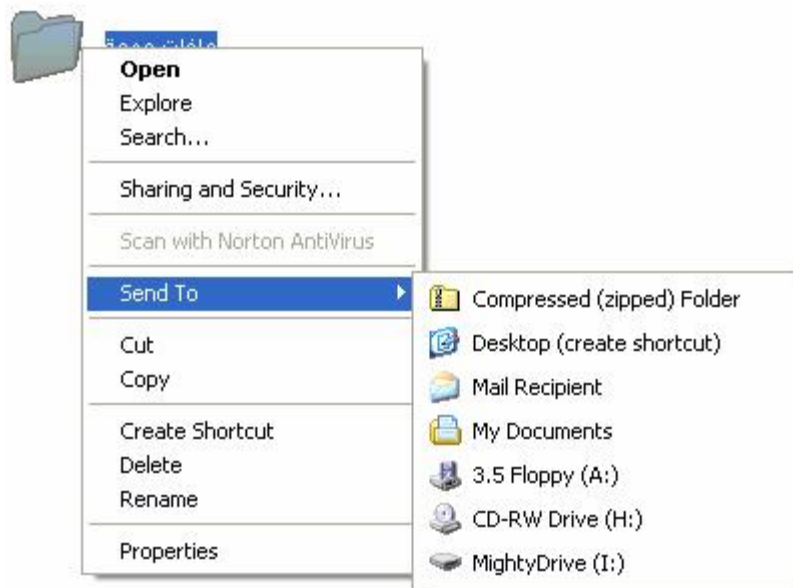 Open
Explore
Search...
Sharing and Security...
Scan with Norton AntiVirus
Send To
Cut
Copy
Create Shortcut
Delete
Rename
Properties
Compressed (zipped) Folder
Desktop (create shortcut)
Mail Recipient
My Documents
3.5 Floppy (A:)
CD-RW Drive (H:)
MightyDrive (I:)